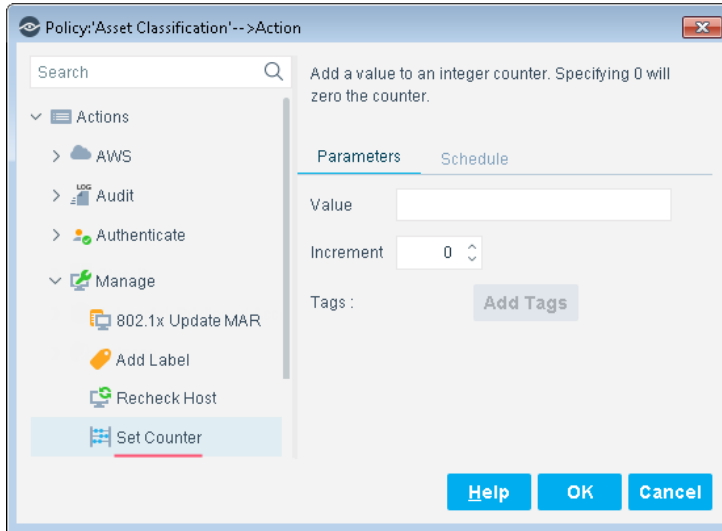 Policy:'Asset Classification'-->Action
Search
Actions
AWS
LOG
Audit
Authenticate
Manage
802.1x Update MAR
Add Label
Recheck Host
Set Counter
Add a value to an integer counter. Specifying 0 will
zero the counter.
Parameters Schedule
Value
Increment 0
Tags : Add Tags
Help OK Cancel